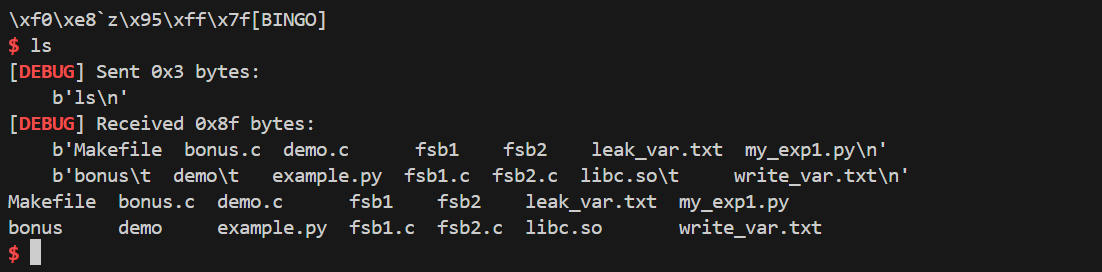 \xf0\xe8`z\x95\xff\x7f[BINGO]
$ ls
[DEBUG] Sent 0x3 bytes:
    b'ls\n'
[DEBUG] Received 0x8f bytes:
    b'Makefile  bonus.c  demo.c      fsb1    fsb2    leak_var.txt  my_exp1.py\n'
    b'bonus\t  demo\t   example.py  fsb1.c  fsb2.c  libc.so\t     write_var.txt\n'
Makefile  bonus.c  demo.c      fsb1    fsb2    leak_var.txt  my_exp1.py
bonus     demo     example.py  fsb1.c  fsb2.c  libc.so       write_var.txt
$